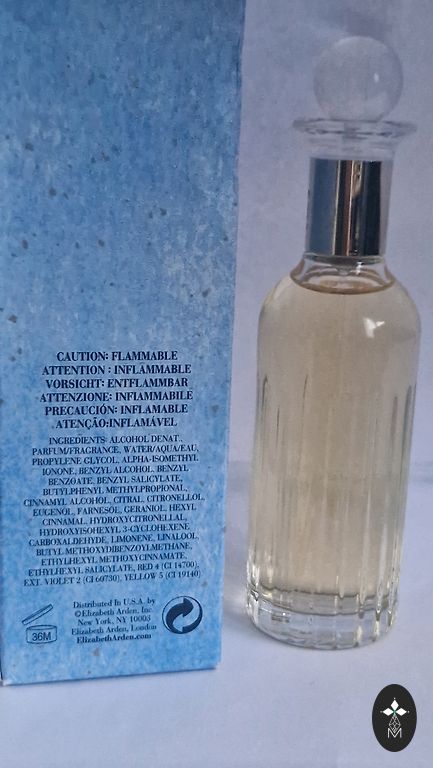 CAUTION: FLAMMABLE
ATTENTION : INFLAMMABLE
VORSICHT: ENTFLAMMBAR
ATTENZIONE: INFIAMMABILE
PRECAUCIÓN: INFLAMABLE
ATENÇÃO:INFLAMÁVEL
INGREDIENTS: ALCOHOL DENAT.,
PARFUM/FRAGRANCE, WATER/AQUA/EAU,
PROPYLENE GLYCOL, ALPHA-ISOMETHYL
IONONE, BENZYL ALCOHOL, BENZYL
BENZOATE, BENZYL SALICYLATE,
BUTYLPHENYL METHYLPROPIONAL,
CINNAMYL ALCOHOL, CITRAL, CITRONELLOL,
EUGENOL, FARNESOL, GERANIOL, HEXYL
CINNAMAL, HYDROXYCITRONELLAL,
HYDROXYISOHEXYL 3-CYCLOHEXENE
CARBOXALDEHYDE, LIMONENE, LINALOOL,
BUTYL METHOXYDIBENZOYLMETHANE,
ETHYLHEXYL METHOXYCINNAMATE,
ETHYLHEXYL SALICYLATE, RED 4 (CI 14700),
EXT. VIOLET 2 (CI 60730), YELLOW 5 (CI 19140)
36M
Distributed In U.S.A. by
©Elizabeth Arden, Inc.
New York, NY 10003
Elizabeth Arden, London
ElizabethArden.com
M